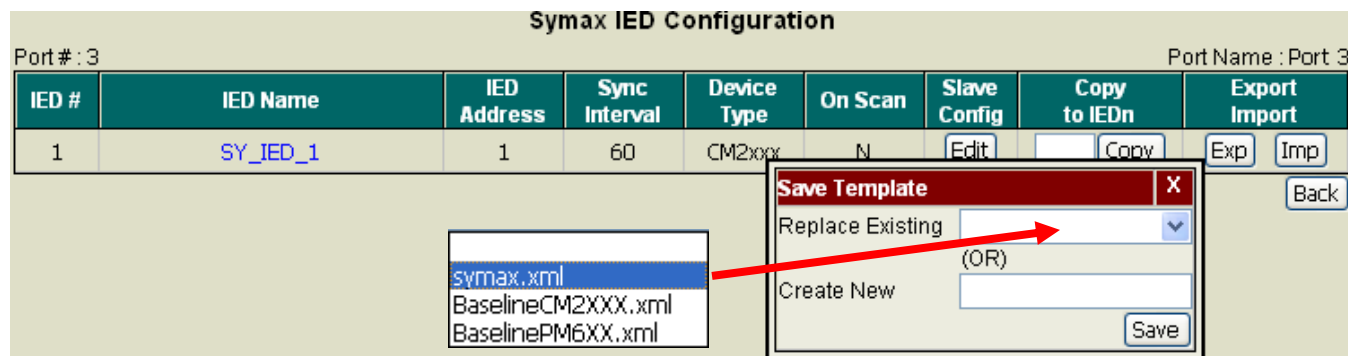 Symax IED Configuration
Port # : 3
Port Name : Port 3
IED # IED Name IED Address Sync Interval Device Type On Scan Slave Config Copy to IEDn Export Import
1 SY_IED_1 1 60 CM2xxx N Edit Copy Exp Imp
Back
Save Template X
Replace Existing
(OR)
Create New
Save
symax.xml
BaselineCM2XXX.xml
BaselinePM6XX.xml